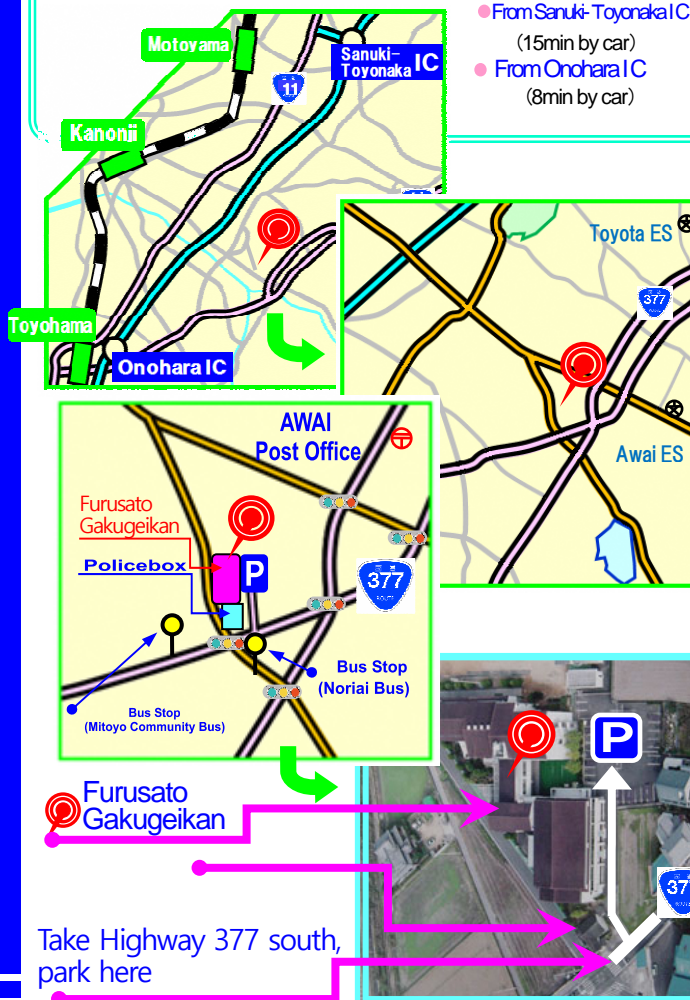 From Sanuki-Toyonaka IC
(15min by car)
From Onohara IC
(8min by car)
Motoyama
Sanuki-
Toyonaka IC
11
Kanonji
Toyohama
Onohara IC
Toyota ES
377
Awai ES
AWAI
Post Office
Furusato
Gakugeikan
Policebox
P
377
ROUTE
Bus Stop
(Noriai Bus)
Bus Stop
(Mitoyo Community Bus)
P
Furusato
Gakugeikan
37
Take Highway 377 south,
park here